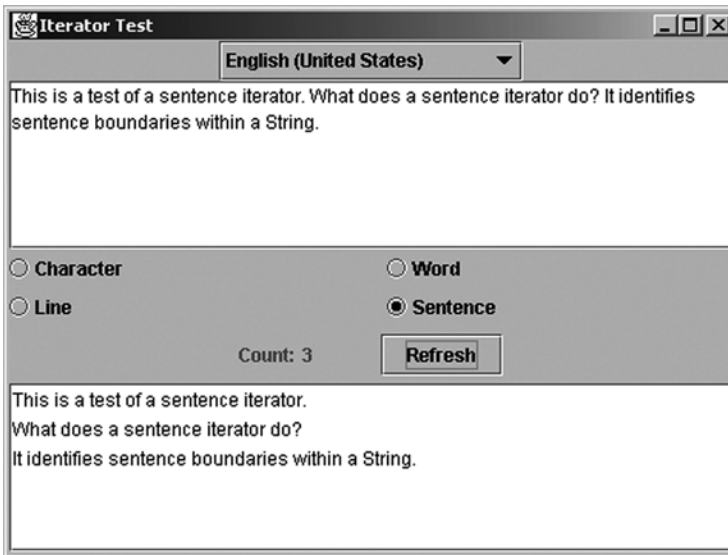 Iterator Test
English (United States)
This is a test of a sentence iterator. What does a sentence iterator do? It identifies
sentence boundaries within a String.
Character
Word
Line
Sentence
Count: 3
Refresh
This is a test of a sentence iterator.
What does a sentence iterator do?
It identifies sentence boundaries within a String.